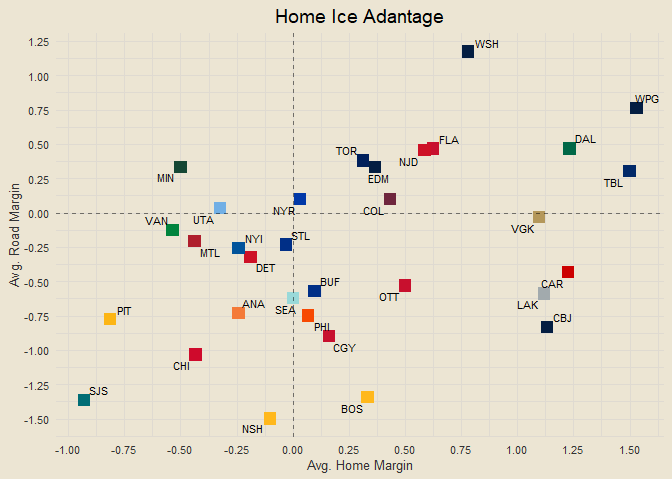 Home Ice Adantage
1.25
WSH
1.00
WPG
0.75
DAL
FLA
0.50
TOR
NJD
MIN
EDM
TBL
0.25
UTA
NYR
COL
0.00
VAN
VGK
STL
NYI
MTL
-0.25
DET
CAR
-0.50
BUF
OTT
LAK
ANA
SEA
-0.75
PIT
PHI
CBJ
CGY
-1.00
CHI
-1.25
SJS
BOS
-1.50
NSH
Avg. Road Margin
-1.00 -0.75 -0.50 -0.25 0.00 0.25 0.50 0.75 1.00 1.25 1.50
Avg. Home Margin